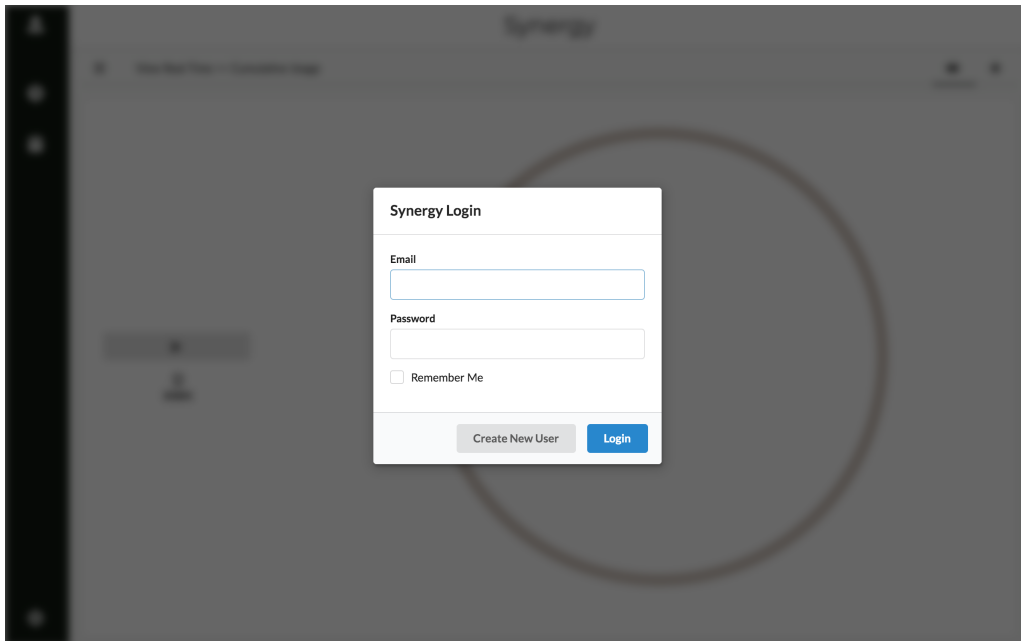 Synergy
Synergy Login
Email
Password
Remember Me
Create New User
Login